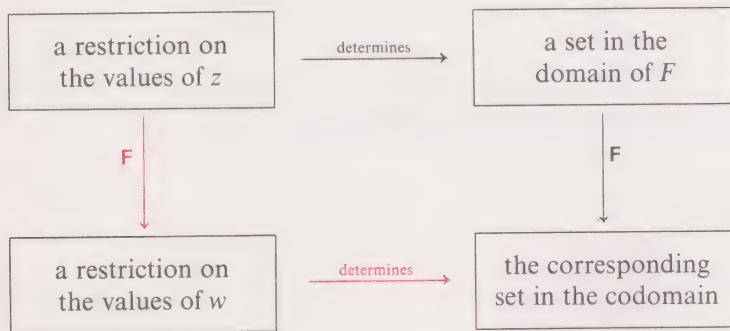 a restriction on
the values of z
determines
a set in the
domain of F
F
F
a restriction on
the values of w
determines
the corresponding
set in the codomain